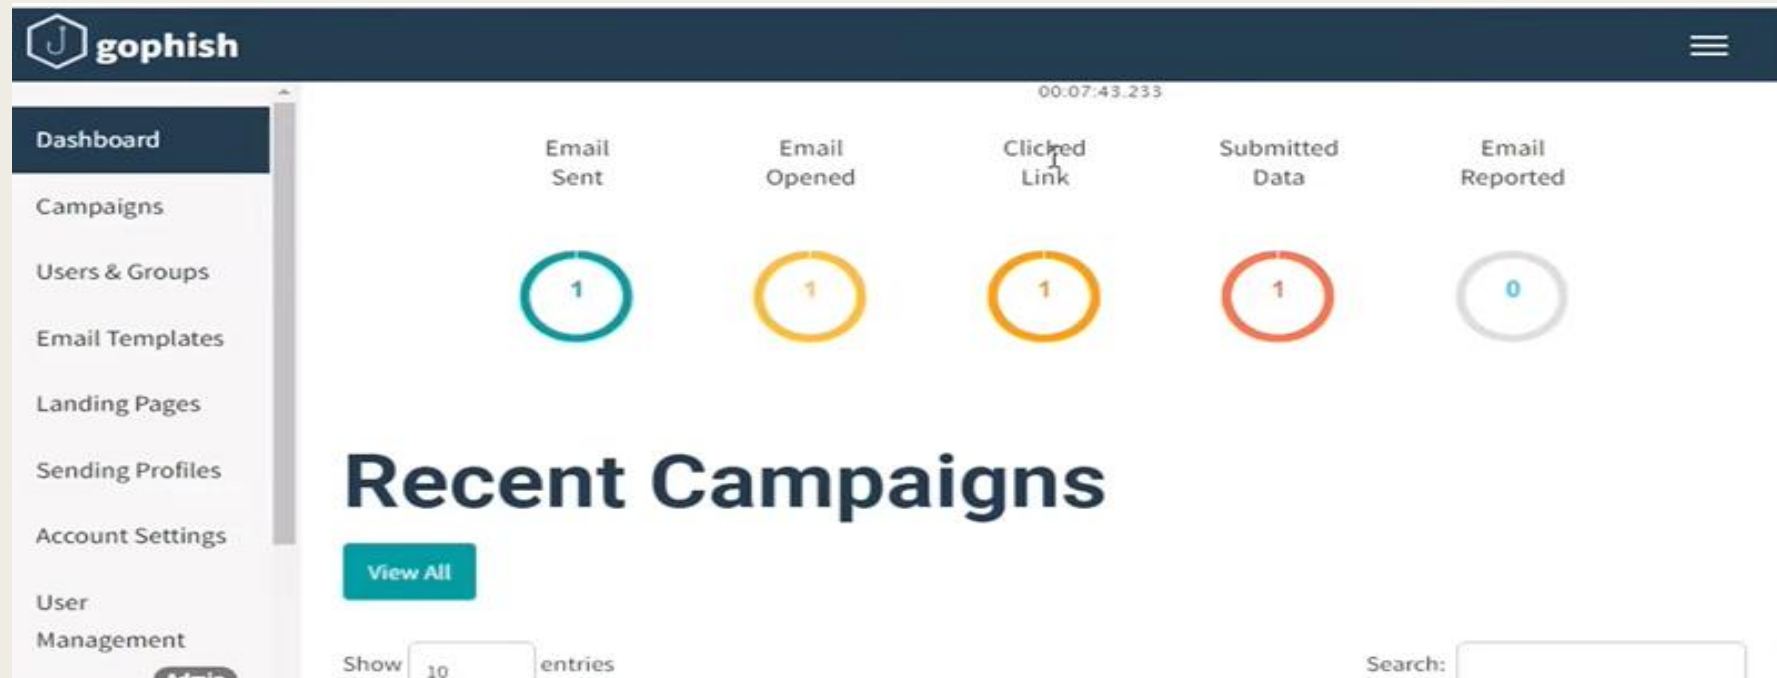 gophish
00:07:43.233
Dashboard
Campaigns
Users & Groups
Email Templates
Landing Pages
Sending Profiles
Account Settings
User
Management
Admin
Email
Sent
Email
Opened
Clicked
Link
Submitted
Data
Email
Reported
1
1
1
1
0
Recent Campaigns
View All
Show 10 entries
Search: